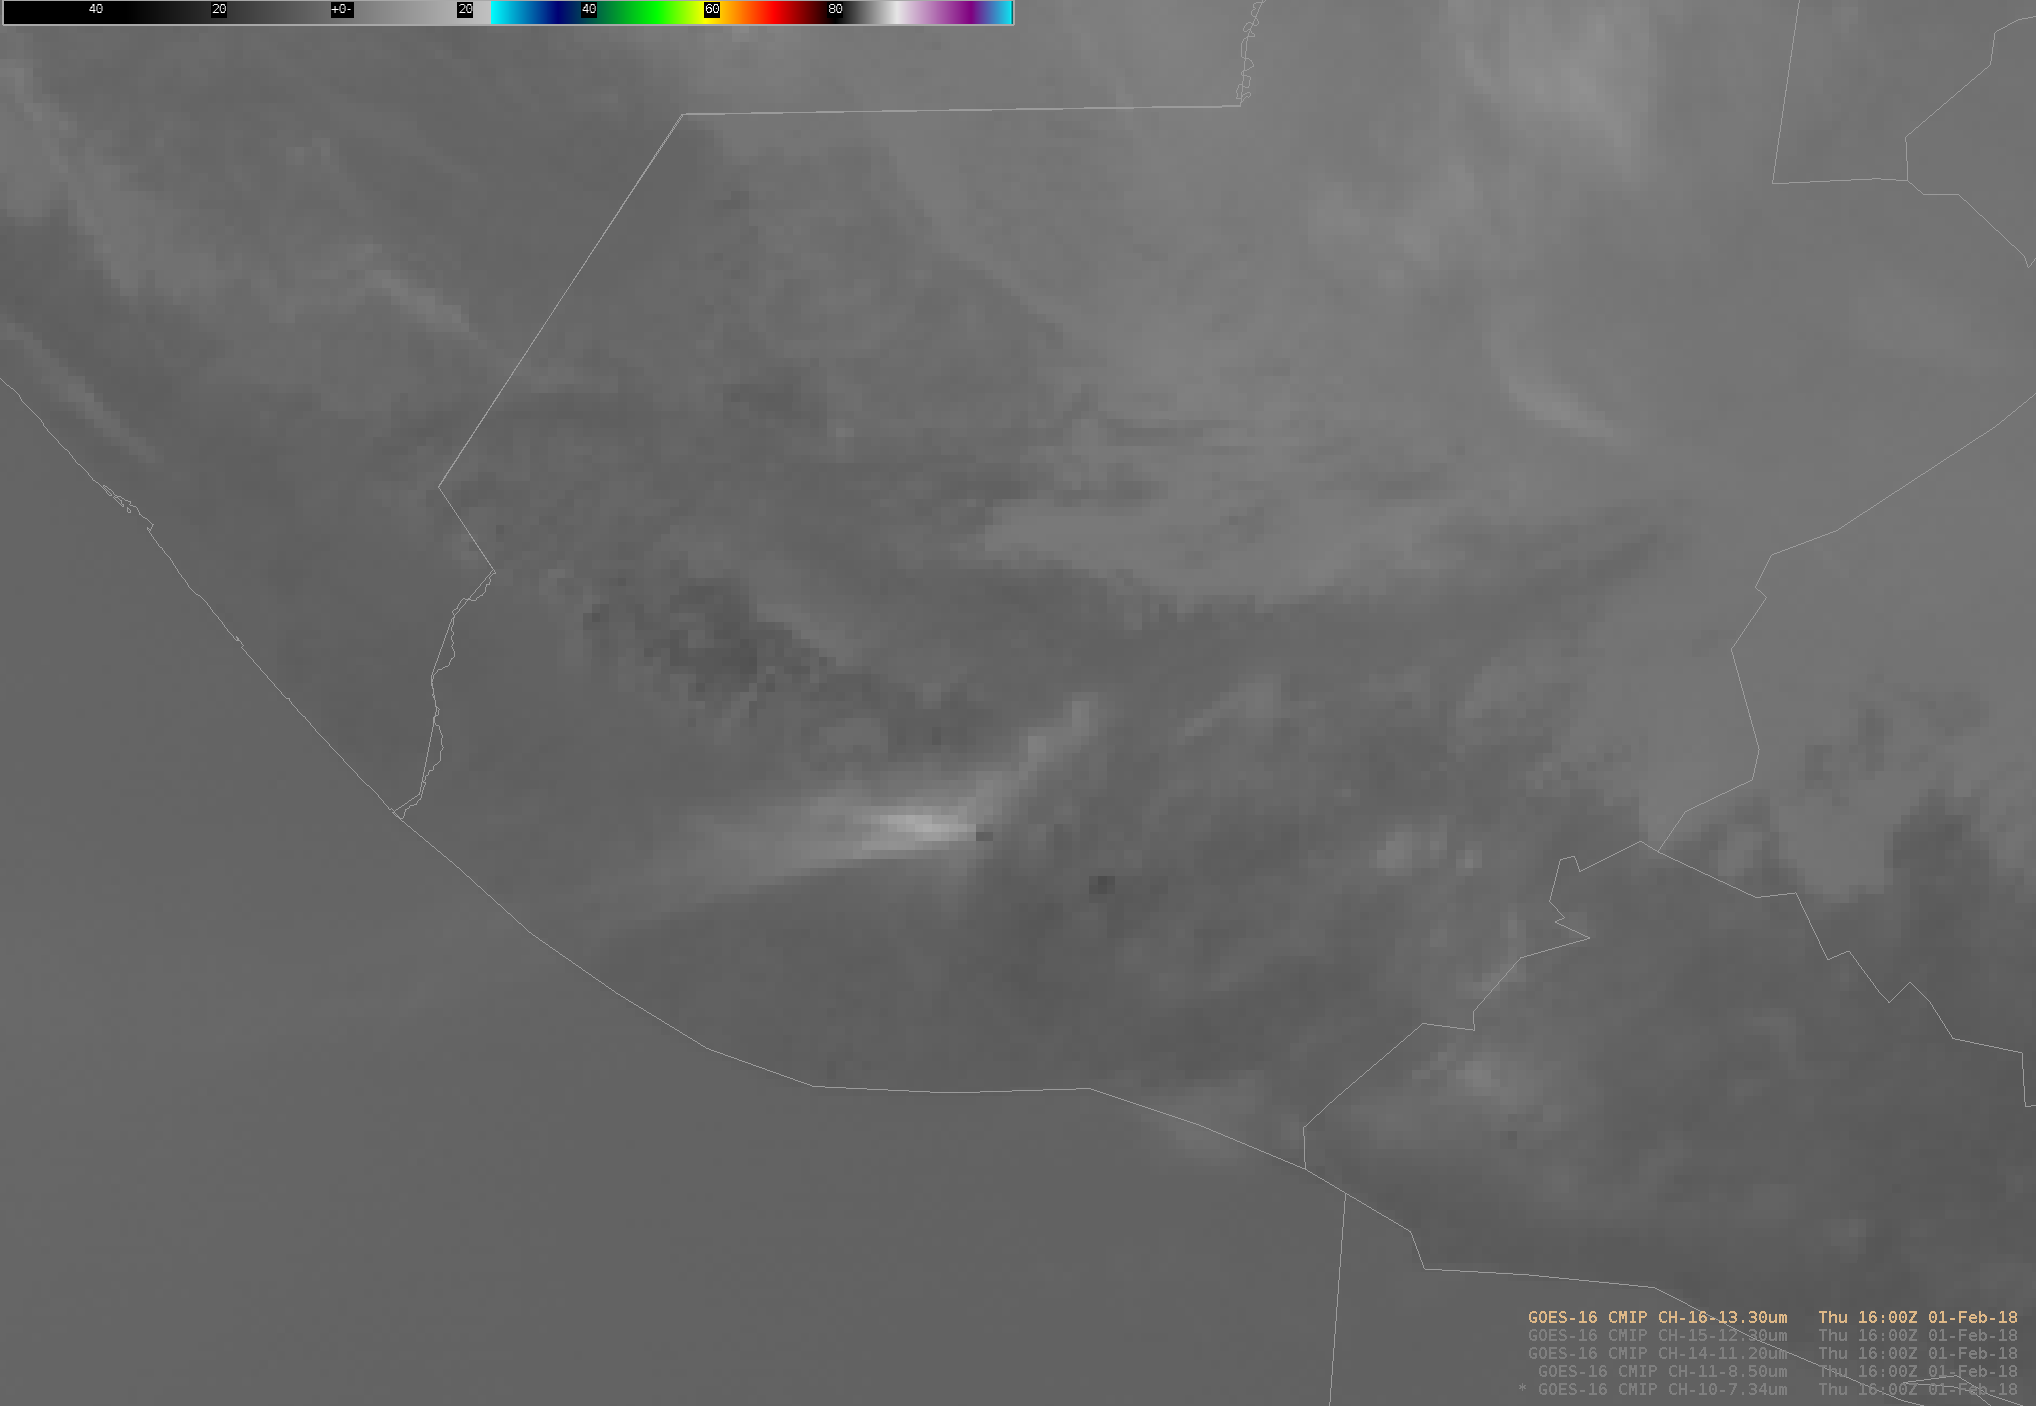 40 20 +0- 20 40 60 80
GOES-16 CMIP CH-16-13.30um Thu 16:00Z 01-Feb-18
GOES-16 CMIP CH-15-12.30um Thu 16:00Z 01-Feb-18
GOES-16 CMIP CH-14-11.20um Thu 16:00Z 01-Feb-18
GOES-16 CMIP CH-11-8.50um Thu 16:00Z 01-Feb-18
* GOES-16 CMIP CH-10-7.34um Thu 16:00Z 01-Feb-18